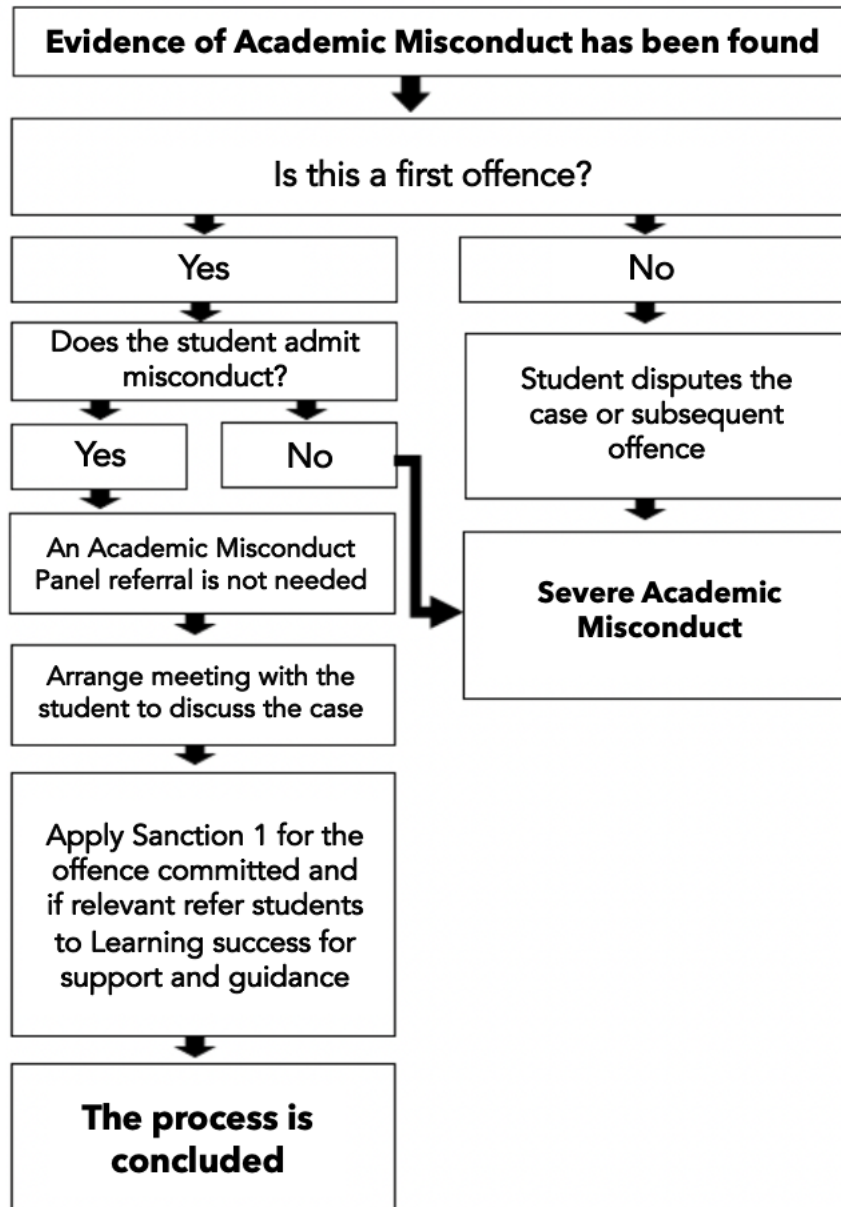 Evidence of Academic Misconduct has been found
Is this a first offence?
Yes
No
Does the student admit
misconduct?
Yes
No
Student disputes the
case or subsequent
offence
An Academic Misconduct
Panel referral is not needed
Severe Academic
Misconduct
Arrange meeting with the
student to discuss the case
Apply Sanction 1 for the
offence committed and
if relevant refer students
to Learning success for
support and guidance
The process is
concluded